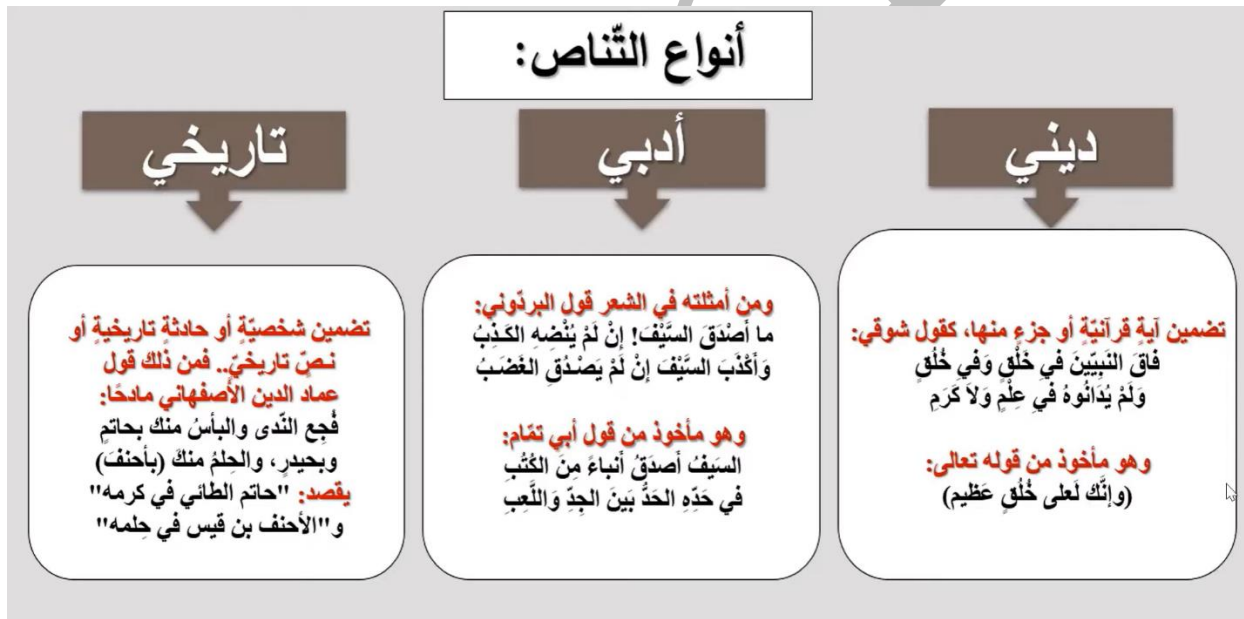 أنواع التّناص:
ديني
تضمين آيةٍ قرآنيّةٍ أو جزءٍ منها، كقول شوقي:
فاقَ النَبِيّينَ في خَلْقٍ وَفي خُلُقٍ
وَلَمْ يُدَانُوهُ فِي عِلْمٍ وَلاَ كَرَمِ
وهو مأخوذ من قوله تعالى:
(وإنَّك لَعلى خُلُقٍ عَظيم)
أدبي
ومن أمثلته في الشعر قول البردّوني:
ما أَصْدَقَ السَّيْفَ! إِنْ لَمْ يُنْضِهِ الكَذِبُ
وَأَكْذَبَ السَّيْفَ إِنْ لَمْ يَصْدُقِ الغَضَبُ
وهو مأخوذ من قول أبي تمّام:
السَيفُ أصدَقُ أنباءً مِنَ الكُتُبِ
في حَدِّهِ الحَدُّ بَينَ الجِدِّ وَاللَّعِبِ
تاريخي
تضمين شخصيّةٍ أو حادثةٍ تاريخيةٍ أو
نصٍّ تاريخيّ.. فمن ذلك قول
عماد الدين الأصفهاني مادحًا:
فُجِع النّدى والبأسُ منك بحاتمٍ
وبحيدرٍ، والحِلمُ منكَ (بأحنفَ)
يقصد: "حاتم الطائي في كرمه"
و"الأحنف بن قيس في حِلمه"